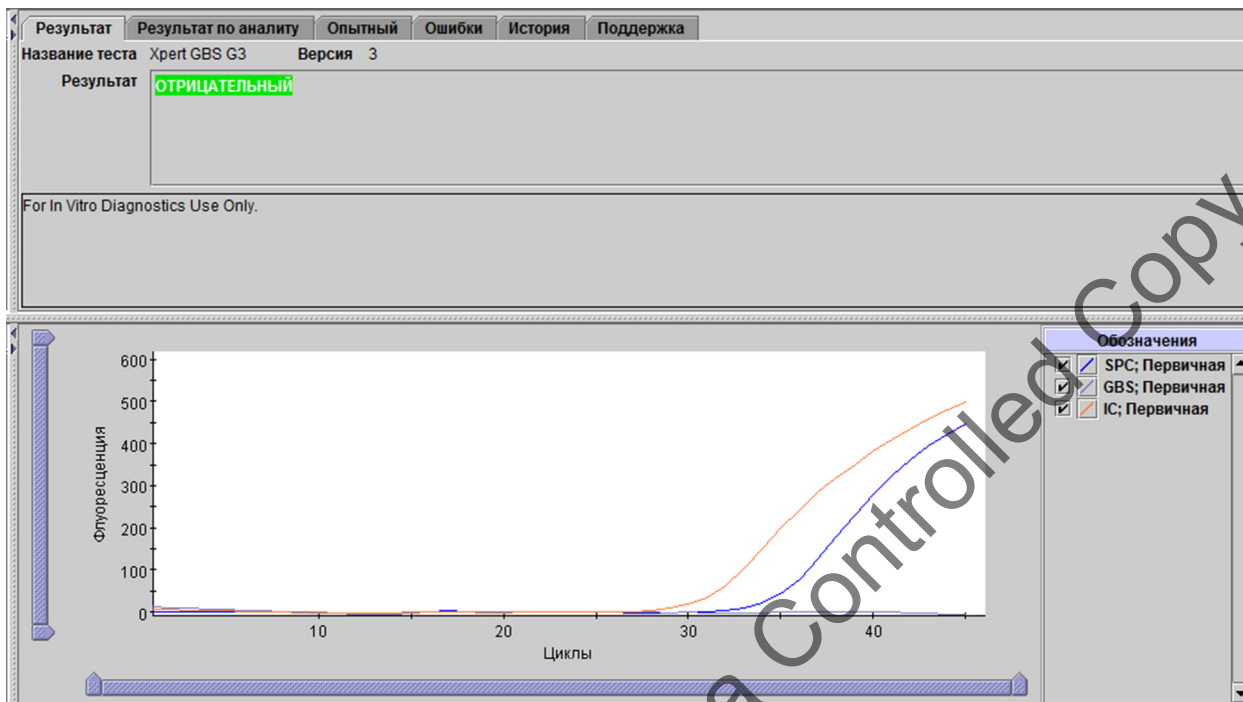 Результат Результат по аналиту Опытный Ошибки История Поддержка
Название теста Xpert GBS G3 Версия 3
Результат ОТРИЦАТЕЛЬНЫЙ
For In Vitro Diagnostics Use Only.
Обозначения
SPC; Первичная
GBS; Первичная
IC; Первичная
Флуоресценция
600
500
400
300
200
100
0
10 20 30 40
Циклы
a Controlled Copy